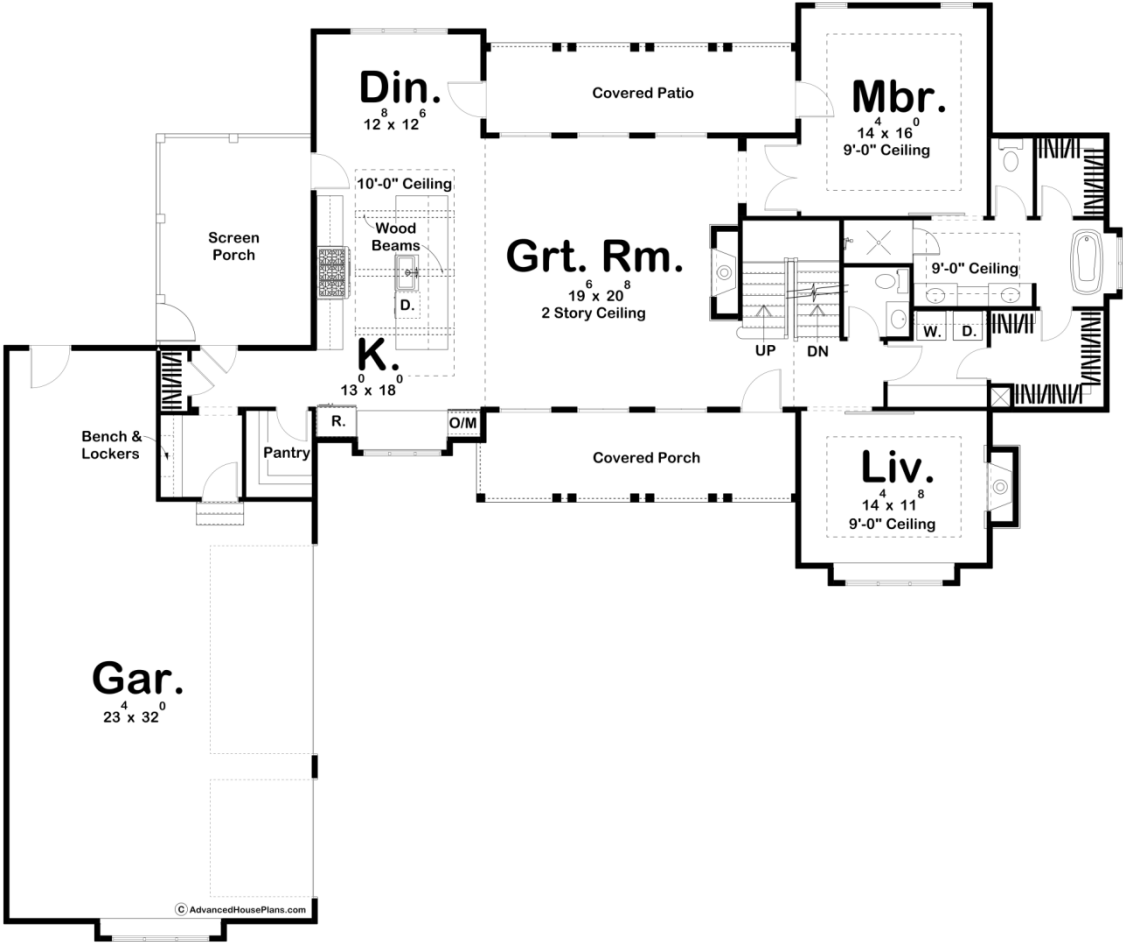 Din.
12⁸ x 12⁶
Covered Patio
Mbr.
14⁴ x 16⁰
9'-0" Ceiling
10'-0" Ceiling
Wood
Beams
Screen
Porch
Grt. Rm.
19⁶ x 20⁸
2 Story Ceiling
9'-0" Ceiling
D.
W.
D.
UP
DN
K.
13⁰ x 18⁰
R.
O/M
Bench &
Lockers
Pantry
Covered Porch
Liv.
14⁴ x 11⁸
9'-0" Ceiling
Gar.
23⁴ x 32⁰
© AdvancedHousePlans.com